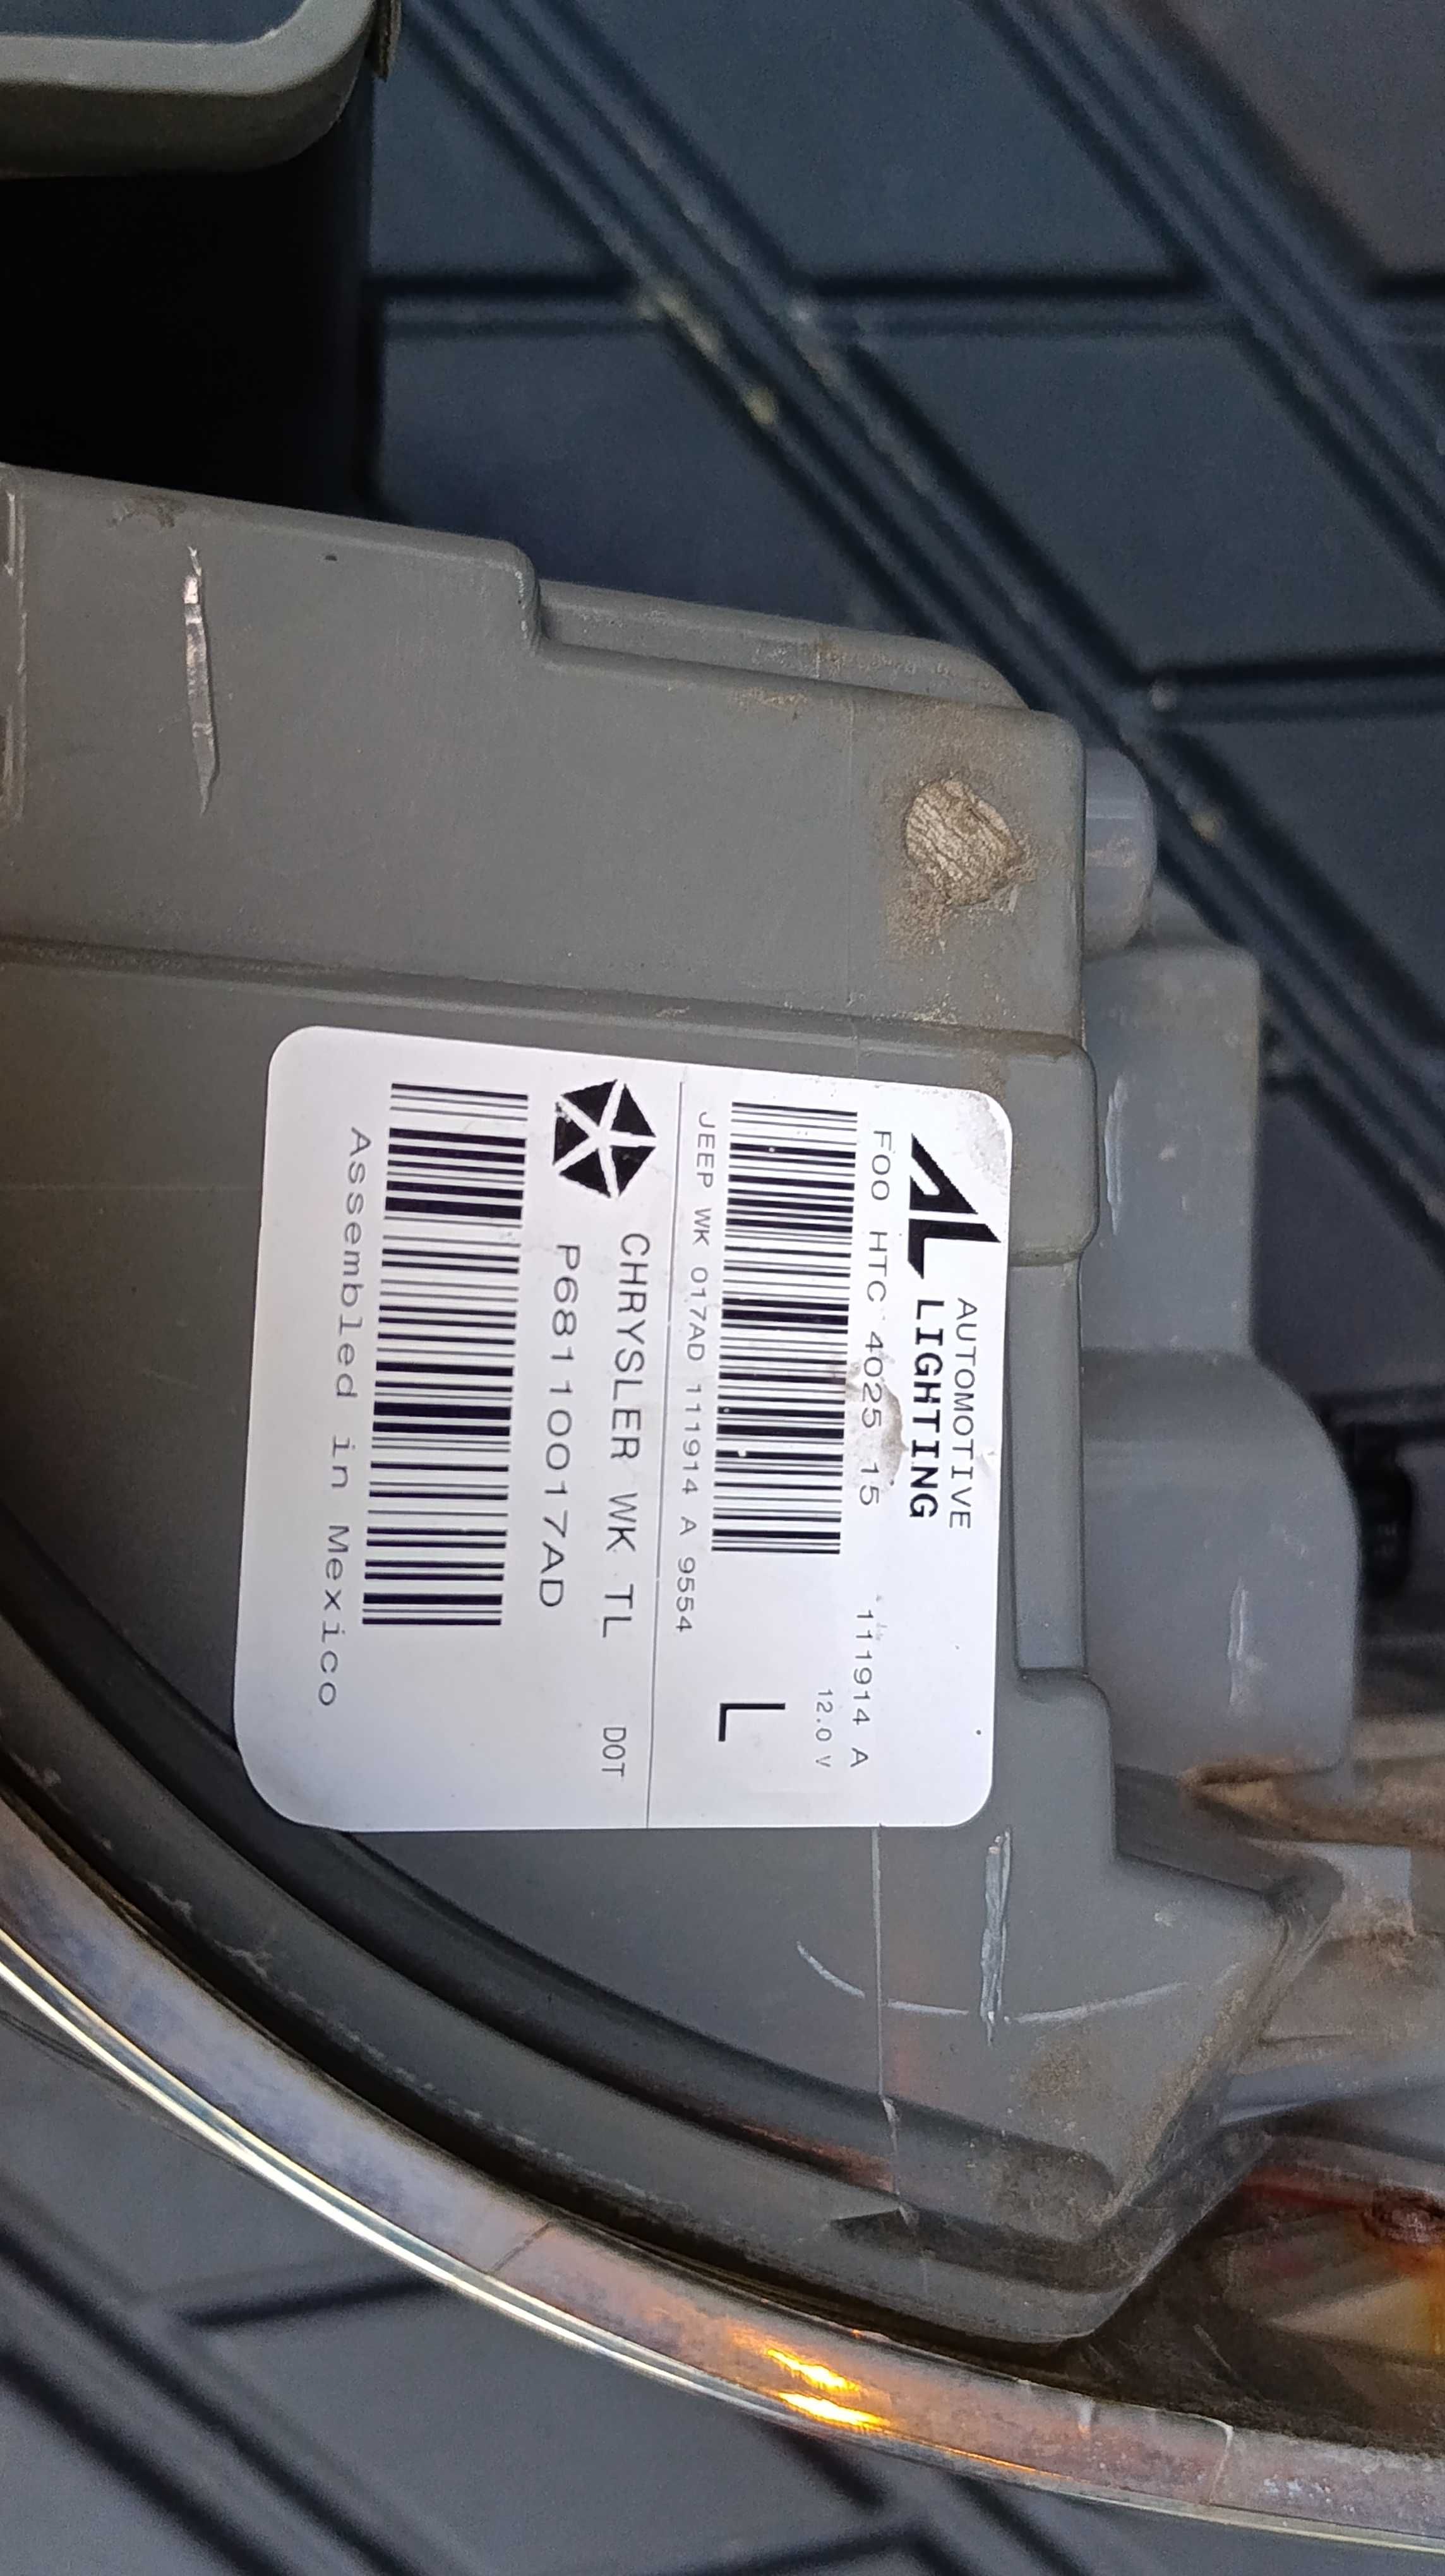 AL AUTOMOTIVE
LIGHTING
F00 HTC 4025 15 111914 A
12.0 V
L
JEEP WK 017AD 111914 A 9554
CHRYSLER WK TL DOT
P68110017AD
Assembled in Mexico